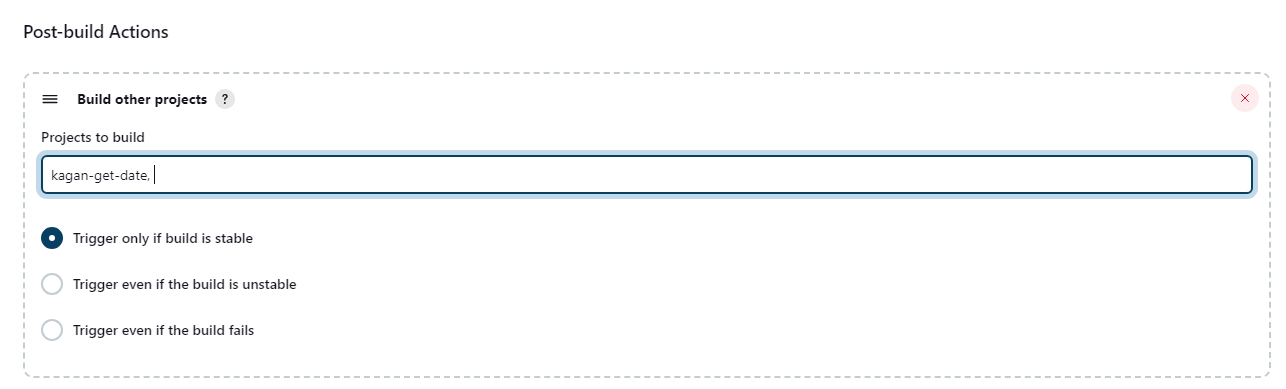 Post-build Actions
Build other projects ?
Projects to build
kagan-get-date,
Trigger only if build is stable
Trigger even if the build is unstable
Trigger even if the build fails